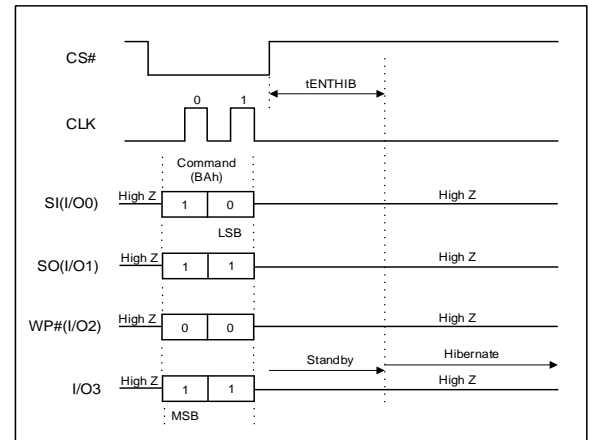 CS#
tENTHIB
0 1
CLK
Command
(BAh)
SI(I/O0) High Z 1 0 High Z
LSB
SO(I/O1) High Z 1 1 High Z
WP#(I/O2) High Z 0 0 High Z
Standby Hibernate
I/O3 High Z 1 1 High Z
MSB